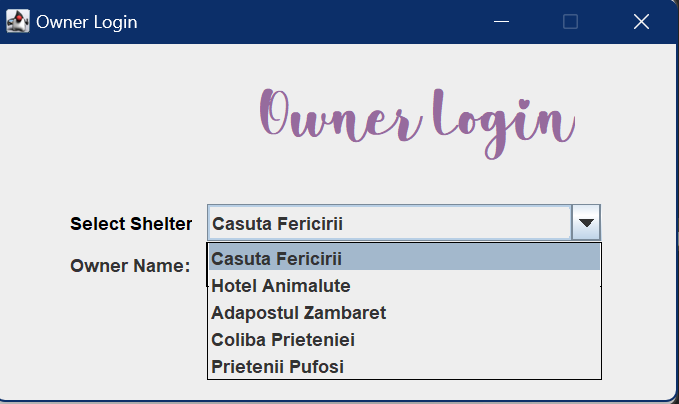 Owner Login
Owner Login
Select Shelter
Casuta Fericirii
Owner Name:
Casuta Fericirii
Hotel Animalute
Adapostul Zambaret
Coliba Prieteniei
Prietenii Pufosi